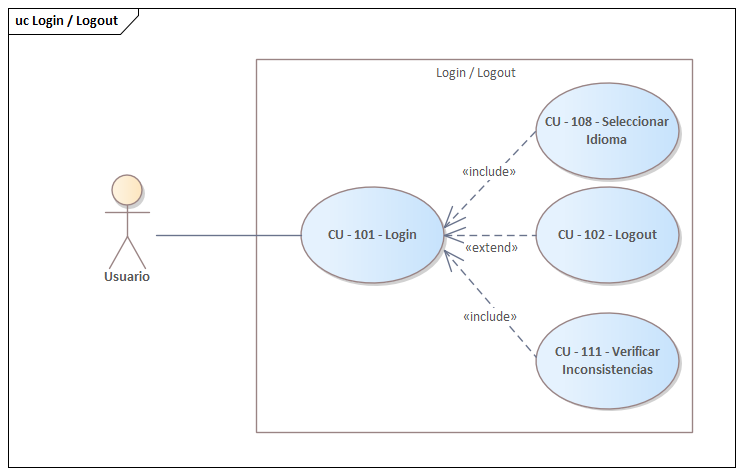 uc Login / Logout
Login / Logout
CU - 108 - Seleccionar
Idioma
«include»
CU - 101 - Login
CU - 102 - Logout
«extend»
Usuario
«include»
CU - 111 - Verificar
Inconsistencias